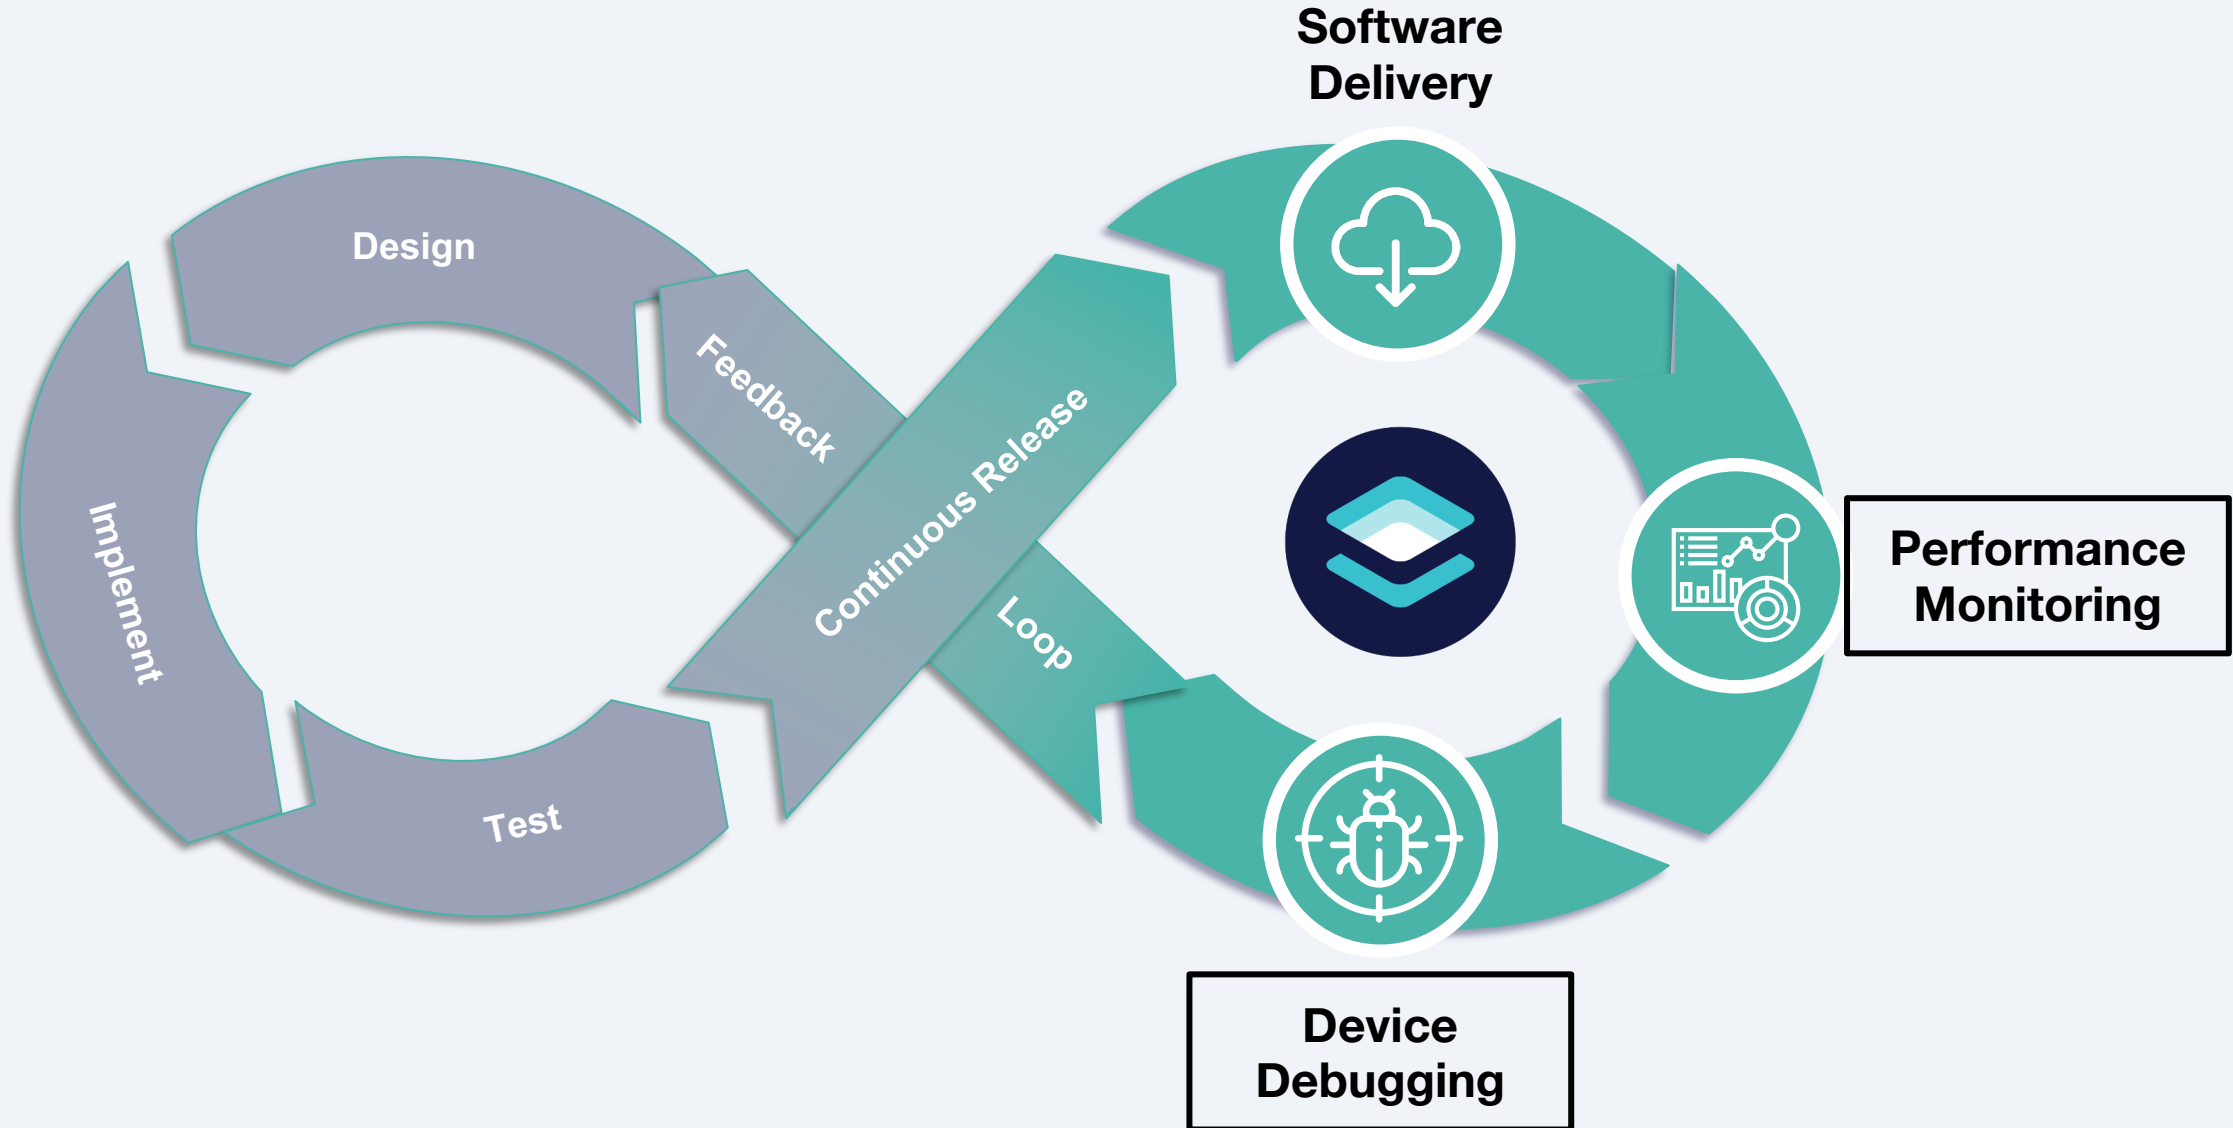 Software
Delivery
Design
Feedback
Continuous Release
Implement
Loop
Performance
Monitoring
Test
Device
Debugging